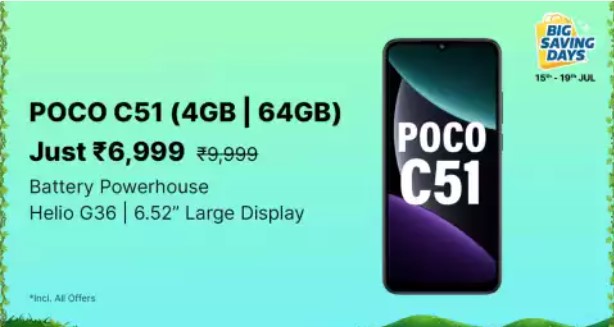 BIG
SAVING
DAYS
15th - 19th JUL
POCO C51 (4GB | 64GB)
Just ₹6,999 ₹9,999
Battery Powerhouse
Helio G36 | 6.52” Large Display
*Incl. All Offers
POCO
C51